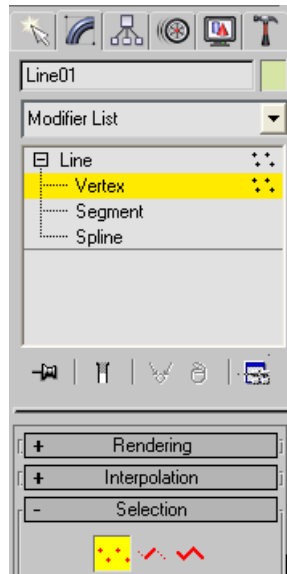 Line01
Modifier List
Line
Vertex
Segment
Spline
+ Rendering
+ Interpolation
- Selection